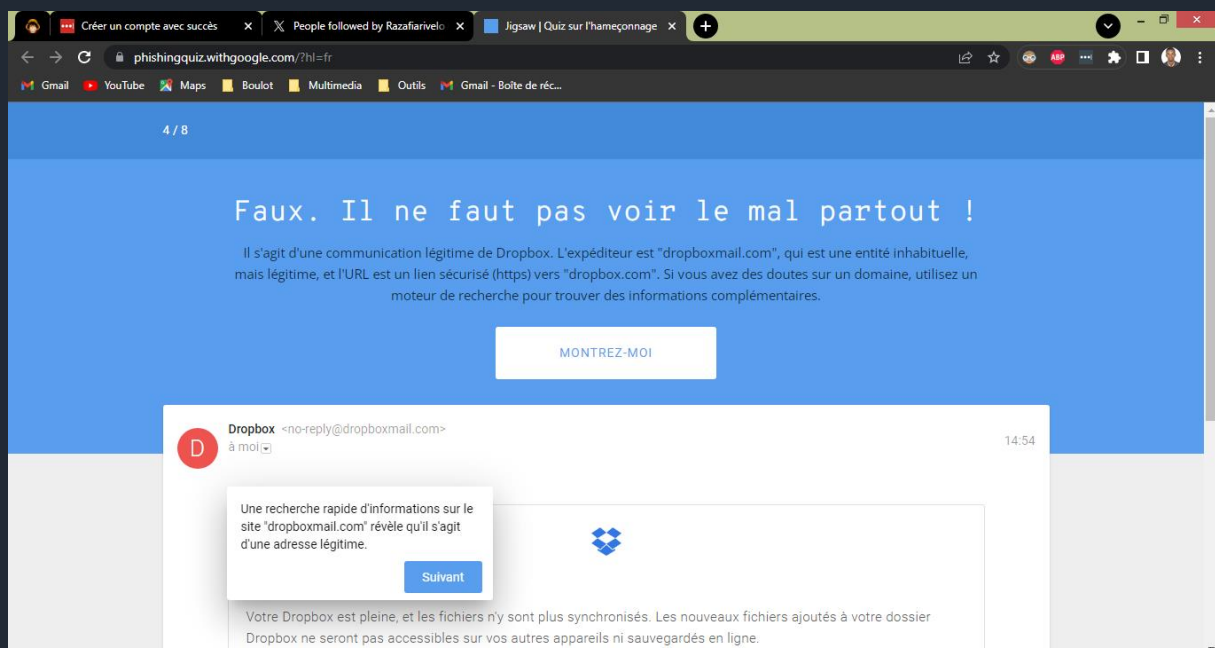 Créer un compte avec succès
People followed by Razafiarivelo
Jigsaw | Quiz sur l'hameçonnage
phishingquiz.withgoogle.com/?hl=fr
ABP
Gmail YouTube Maps Boulot Multimedia Outils Gmail - Boîte de réc...
4 / 8
Faux. Il ne faut pas voir le mal partout !
Il s'agit d'une communication légitime de Dropbox. L'expéditeur est "dropboxmail.com", qui est une entité inhabituelle,
mais légitime, et l'URL est un lien sécurisé (https) vers "dropbox.com". Si vous avez des doutes sur un domaine, utilisez un
moteur de recherche pour trouver des informations complémentaires.
MONTREZ-MOI
D
Dropbox <no-reply@dropboxmail.com>
à moi
14:54
Une recherche rapide d'informations sur le
site "dropboxmail.com" révèle qu'il s'agit
d'une adresse légitime.
Suivant
Votre Dropbox est pleine, et les fichiers n'y sont plus synchronisés. Les nouveaux fichiers ajoutés à votre dossier
Dropbox ne seront pas accessibles sur vos autres appareils ni sauvegardés en ligne.